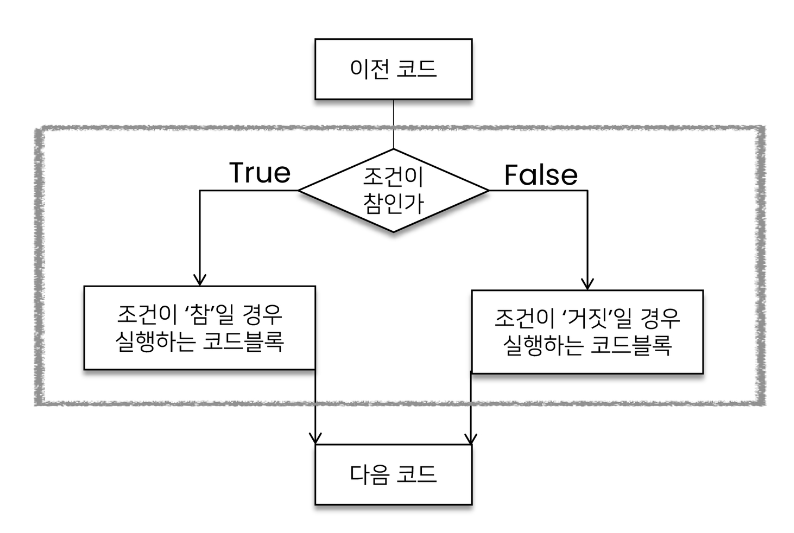 이전 코드
True
False
조건이
참인가
조건이 ‘참’일 경우
실행하는 코드블록
조건이 ‘거짓’일 경우
실행하는 코드블록
다음 코드